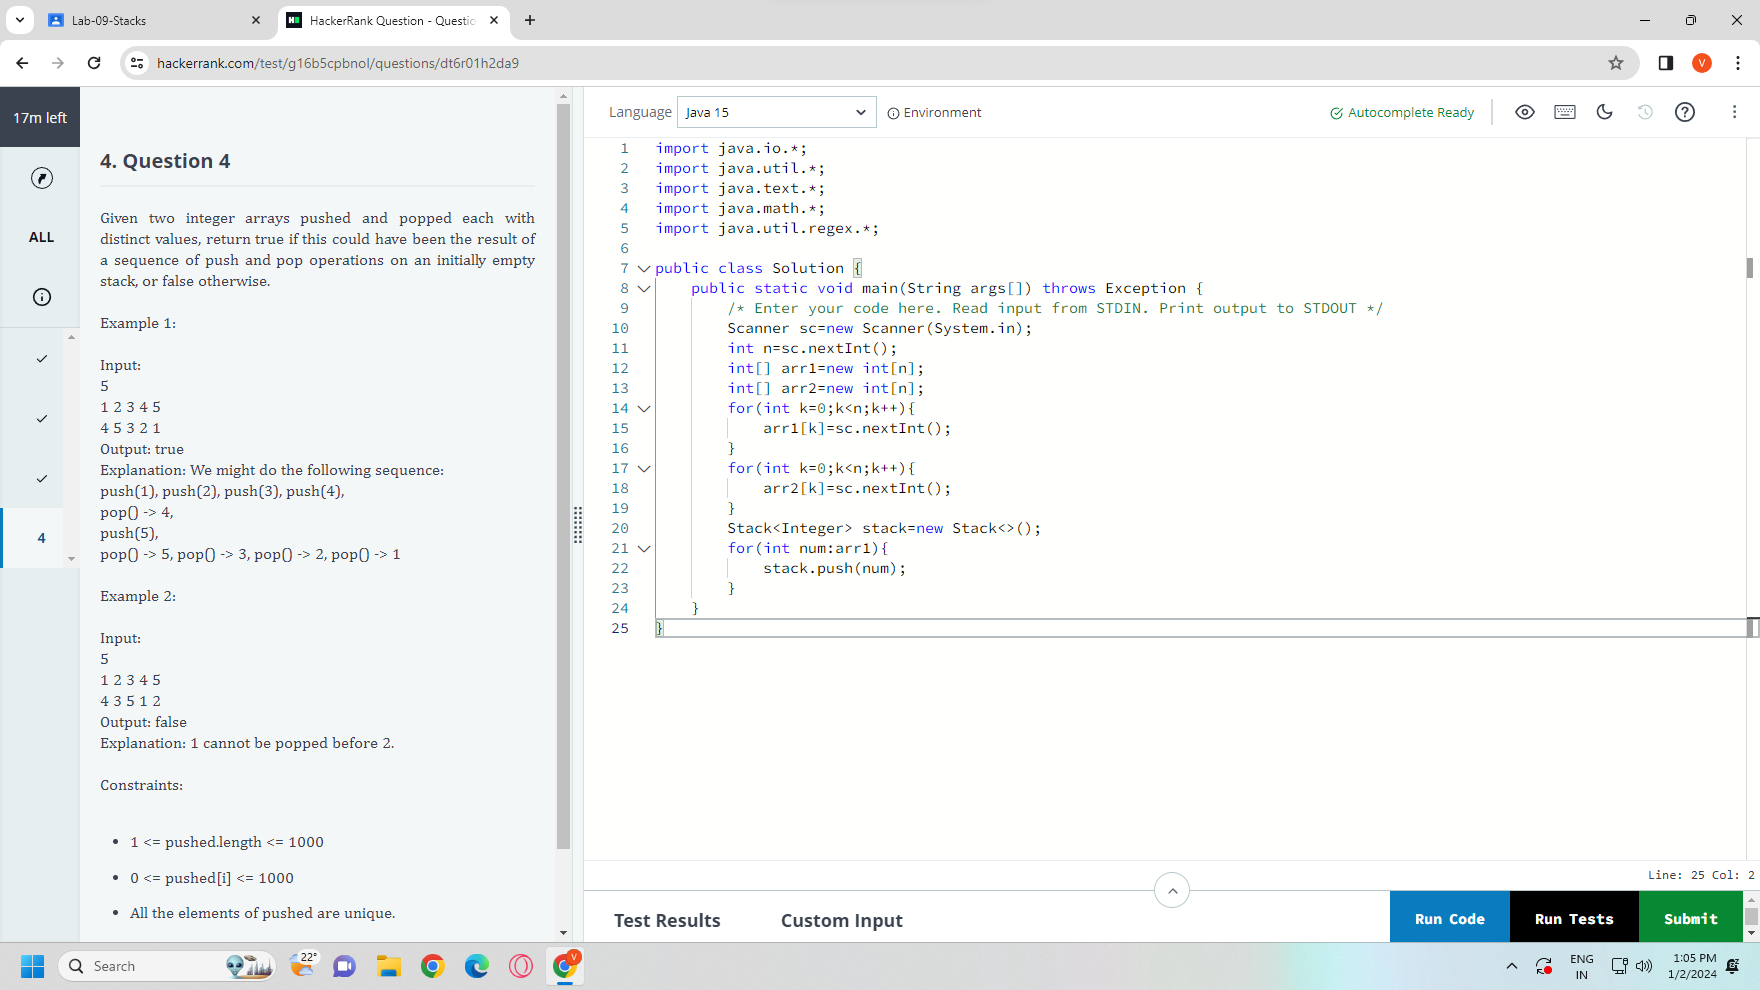 Lab-09-Stacks
HackerRank Question - Questio
hackerrank.com/test/g16b5cpbnol/questions/dt6r01h2da9
V
17m left
ALL
4
4. Question 4
Given two integer arrays pushed and popped each with
distinct values, return true if this could have been the result of
a sequence of push and pop operations on an initially empty
stack, or false otherwise.
Example 1:
Input:
5
1 2 3 4 5
4 5 3 2 1
Output: true
Explanation: We might do the following sequence:
push(1), push(2), push(3), push(4),
pop() -> 4,
push(5),
pop() -> 5, pop() -> 3, pop() -> 2, pop() -> 1
Example 2:
Input:
5
1 2 3 4 5
4 3 5 1 2
Output: false
Explanation: 1 cannot be popped before 2.
Constraints:
• 1 <= pushed.length <= 1000
• 0 <= pushed[i] <= 1000
• All the elements of pushed are unique.
Language Java 15 Environment Autocomplete Ready
1 import java.io.*;
2 import java.util.*;
3 import java.text.*;
4 import java.math.*;
5 import java.util.regex.*;
6
7 public class Solution {
8 public static void main(String args[]) throws Exception {
9 /* Enter your code here. Read input from STDIN. Print output to STDOUT */
10 Scanner sc=new Scanner(System.in);
11 int n=sc.nextInt();
12 int[] arr1=new int[n];
13 int[] arr2=new int[n];
14 for(int k=0;k<n;k++){
15 arr1[k]=sc.nextInt();
16 }
17 for(int k=0;k<n;k++){
18 arr2[k]=sc.nextInt();
19 }
20 Stack<Integer> stack=new Stack<>();
21 for(int num:arr1){
22 stack.push(num);
23 }
24 }
25 }
Line: 25 Col: 2
Test Results Custom Input Run Code Run Tests Submit
Search
22°
V
ENG
IN
1:05 PM
1/2/2024